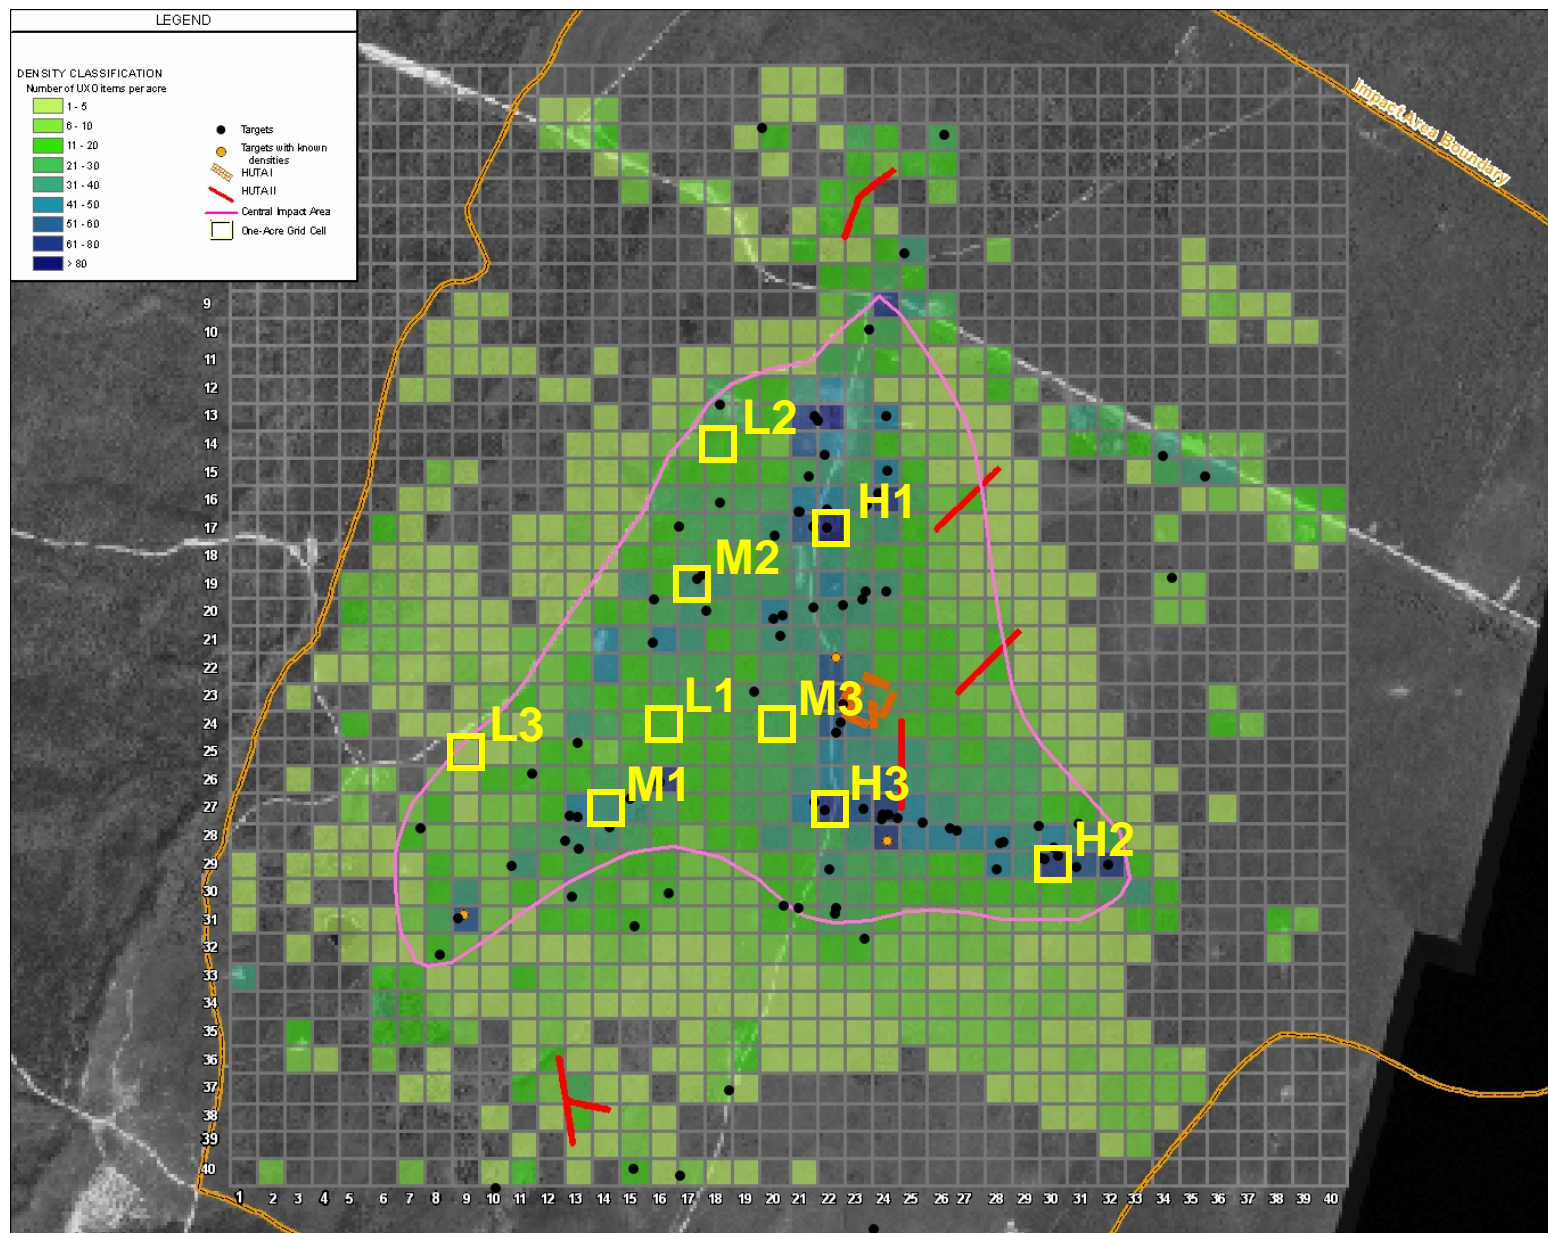 LEGEND
DENSITY CLASSIFICATION
Number of UXO items per acre
1 - 5
6 - 10
11 - 20
21 - 30
31 - 40
41 - 50
51 - 60
61 - 80
> 80
Targets
Targets with known
densities
HUTA I
HUTA II
Central Impact Area
One-Acre Grid Cell
Impact Area Boundary
9
10
11
12
13
14
15
16
17
18
19
20
21
22
23
24
25
26
27
28
29
30
31
32
33
34
35
36
37
38
39
40
L2
H1
M2
L1
M3
L3
M1
H3
H2
1 2 3 4 5 6 7 8 9 10 11 12 13 14 15 16 17 18 19 20 21 22 23 24 25 26 27 28 29 30 31 32 33 34 35 36 37 38 39 40